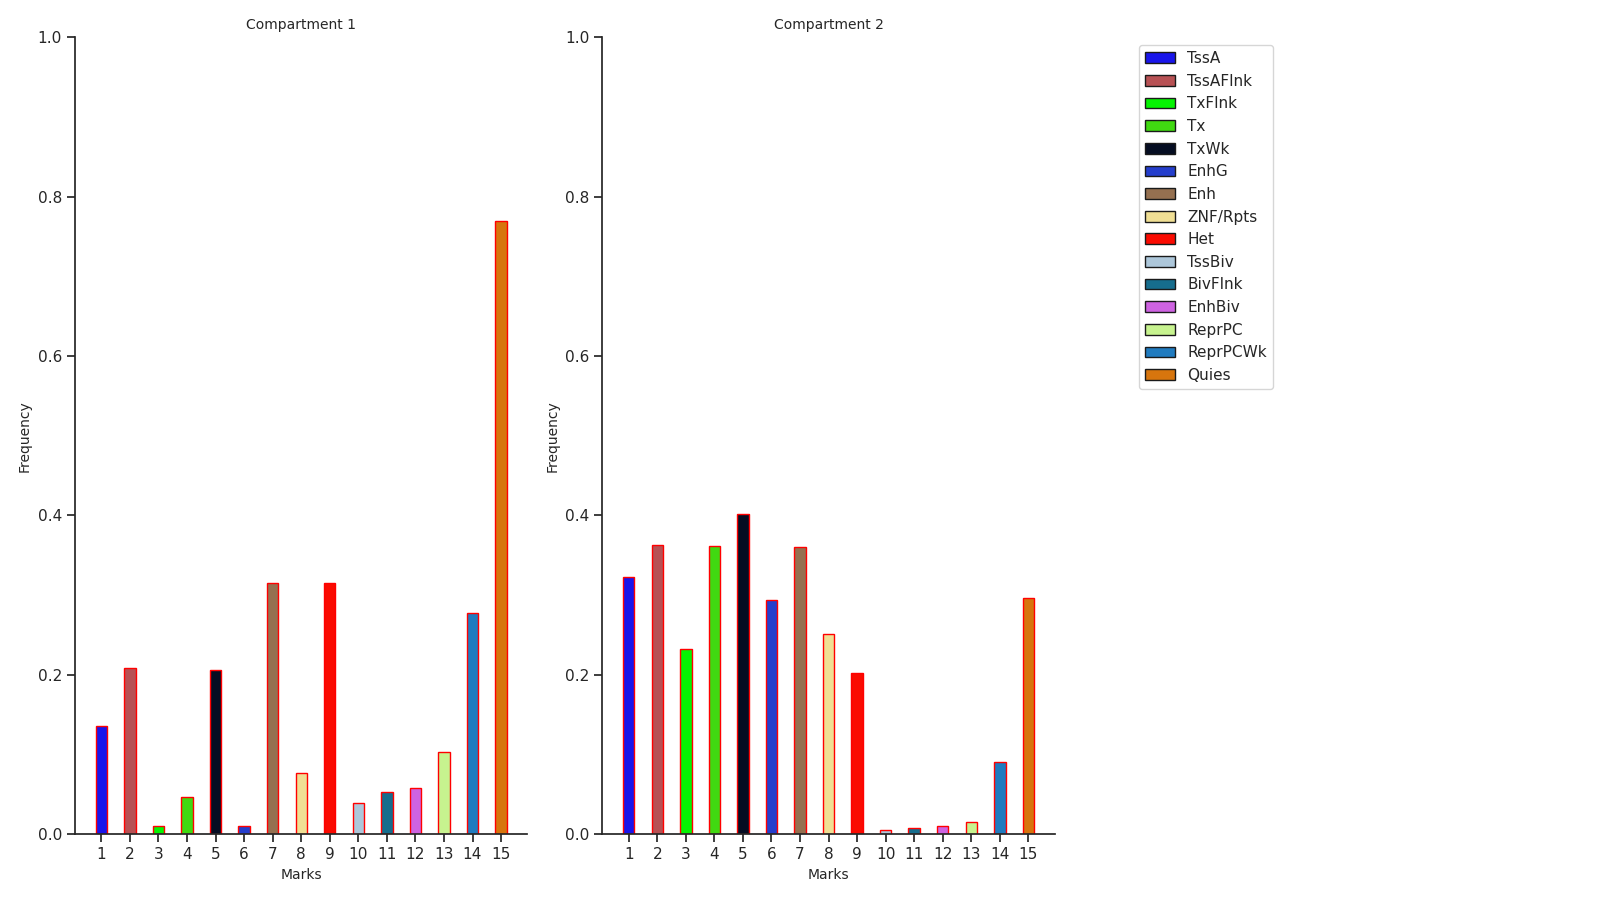 Compartment 1
1.0
0.8
0.6
0.4
0.2
0.0
Frequency
1 2 3 4 5 6 7 8 9 10 11 12 13 14 15
Marks
Compartment 2
1.0
0.8
0.6
0.4
0.2
0.0
Frequency
1 2 3 4 5 6 7 8 9 10 11 12 13 14 15
Marks
TssA
TssAFlnk
TxFlnk
Tx
TxWk
EnhG
Enh
ZNF/Rpts
Het
TssBiv
BivFlnk
EnhBiv
ReprPC
ReprPCWk
Quies